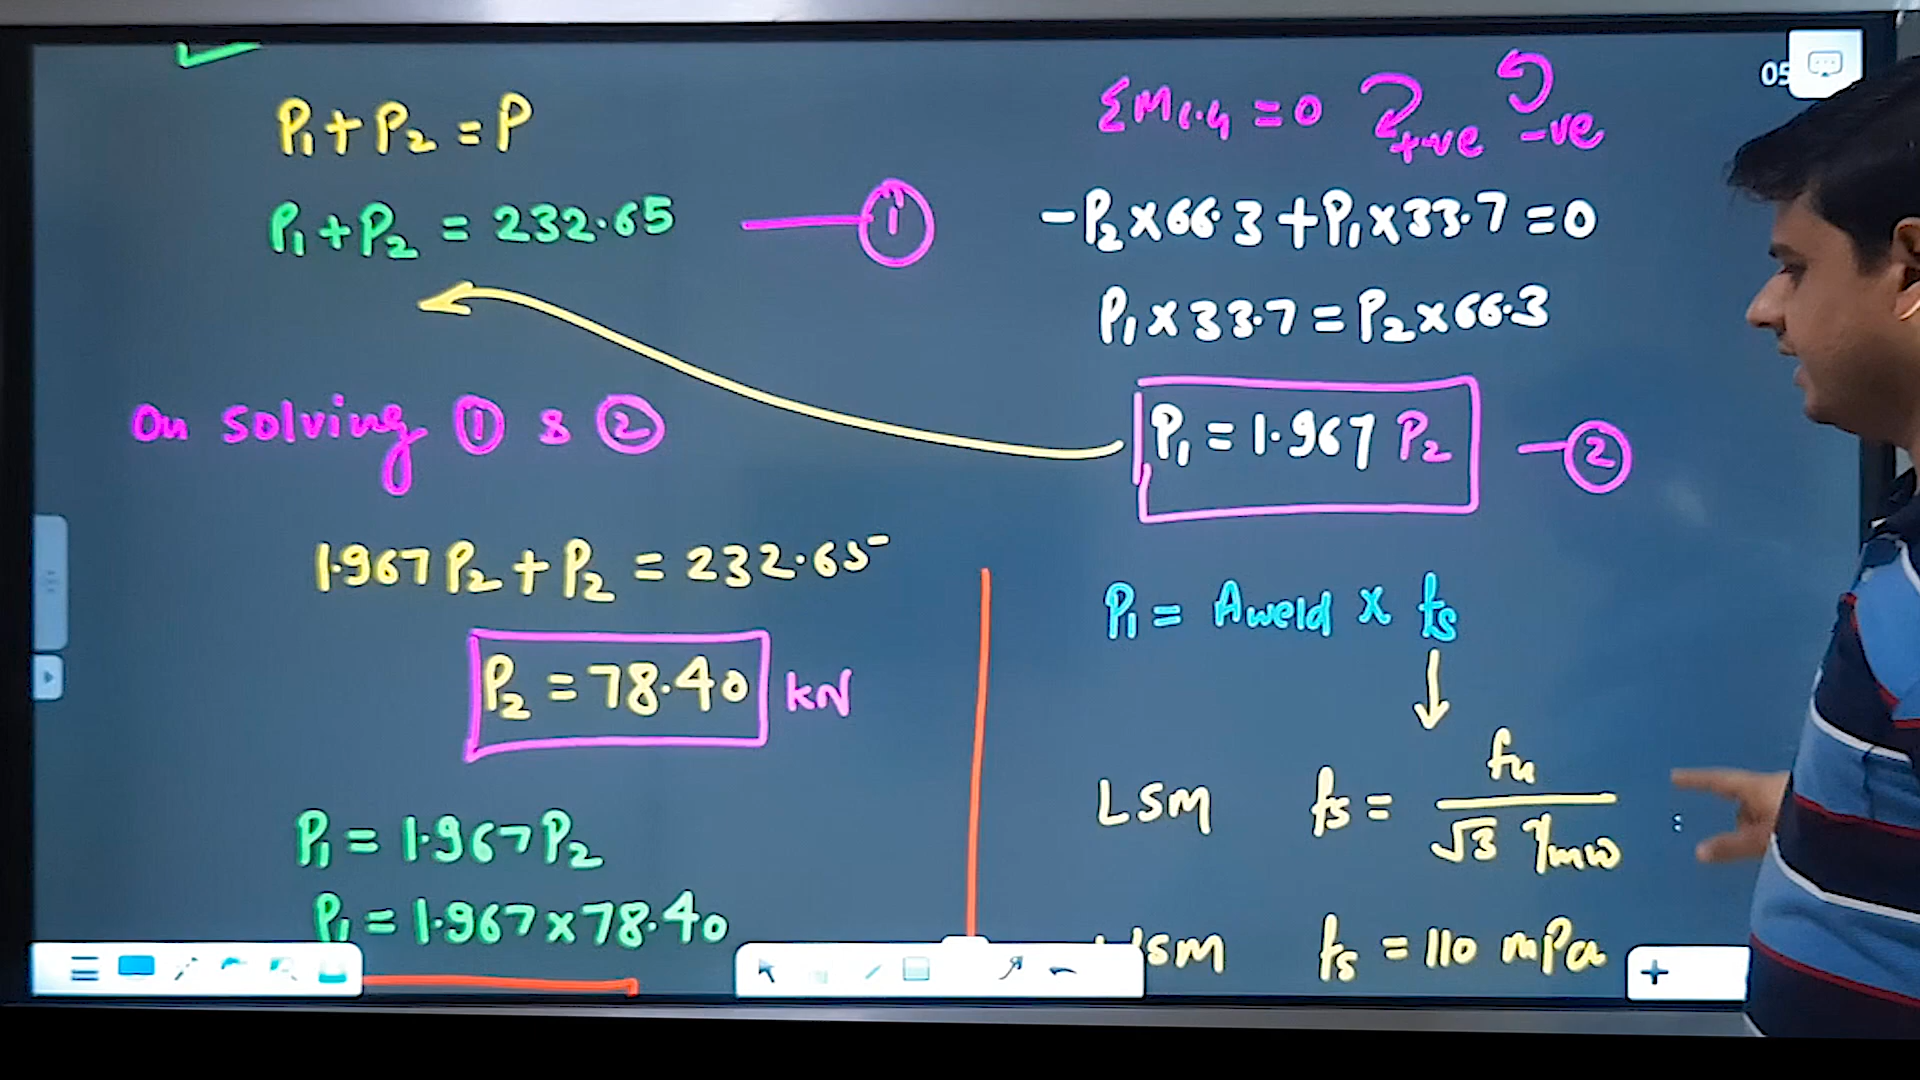 P₁ + P₂ = P
P₁ + P₂ = 232.65 — ①
On solving ① & ②
1.967 P₂ + P₂ = 232.65
P₂ = 78.40 kN
P₁ = 1.967 P₂
P₁ = 1.967 x 78.40
ΣM = 0 +ve -ve
-P₂ x 66.3 + P₁ x 33.7 = 0
P₁ x 33.7 = P₂ x 66.3
P₁ = 1.967 P₂ — ②
P₁ = Aweld x fs
↓
LSM fs = fu / √3 γmw
WSM fs = 110 mPa
05